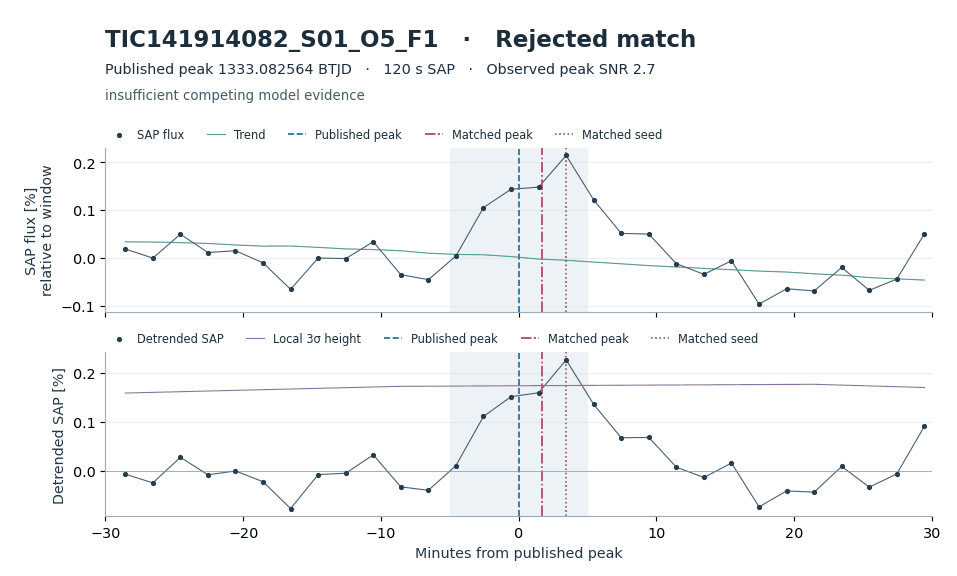 TIC141914082_S01_O5_F1 · Rejected match
Published peak 1333.082564 BTJD · 120 s SAP · Observed peak SNR 2.7
insufficient competing model evidence
SAP flux Trend Published peak Matched peak Matched seed
SAP flux [%]
relative to window
0.2
0.1
0.0
−0.1
Detrended SAP Local 3σ height Published peak Matched peak Matched seed
Detrended SAP [%]
0.2
0.1
0.0
−30 −20 −10 0 10 20 30
Minutes from published peak